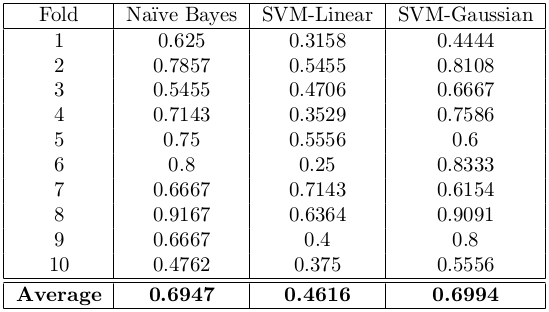 Fold Naïve Bayes SVM-Linear SVM-Gaussian
1 0.625 0.3158 0.4444
2 0.7857 0.5455 0.8108
3 0.5455 0.4706 0.6667
4 0.7143 0.3529 0.7586
5 0.75 0.5556 0.6
6 0.8 0.25 0.8333
7 0.6667 0.7143 0.6154
8 0.9167 0.6364 0.9091
9 0.6667 0.4 0.8
10 0.4762 0.375 0.5556
Average 0.6947 0.4616 0.6994